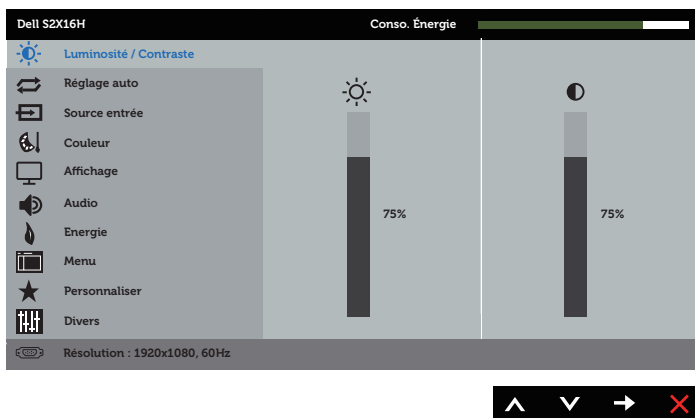 Dell S2X16H
Conso. Énergie
Luminosité / Contraste
Réglage auto
Source entrée
Couleur
Affichage
Audio
Energie
Menu
Personnaliser
Divers
75%
75%
Résolution : 1920x1080, 60Hz